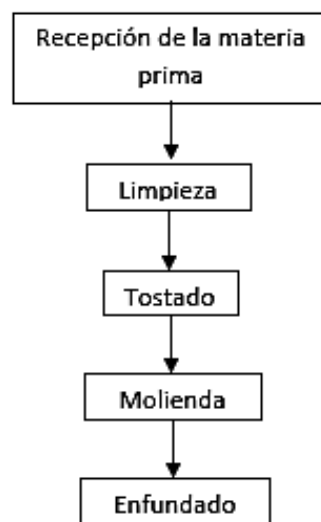 Recepción de la materia
prima
Limpieza
Tostado
Molienda
Enfundado